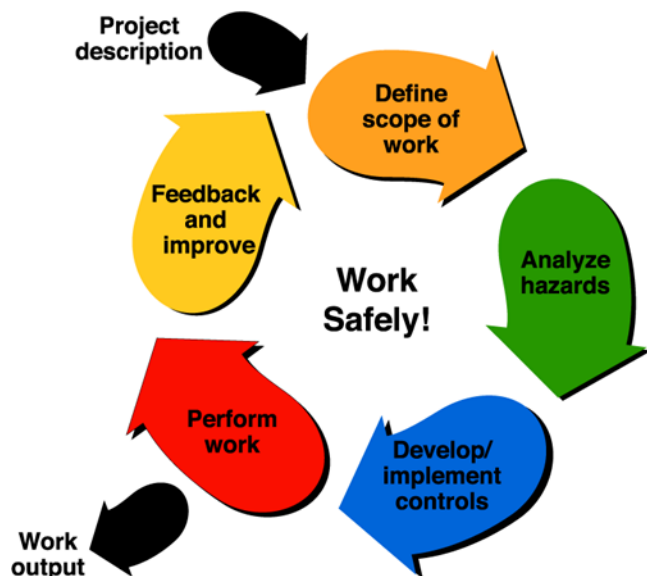 Project
description
Define
scope of
work
Analyze
hazards
Develop/
implement
controls
Perform
work
Work
output
Feedback
and
improve
Work
Safely!